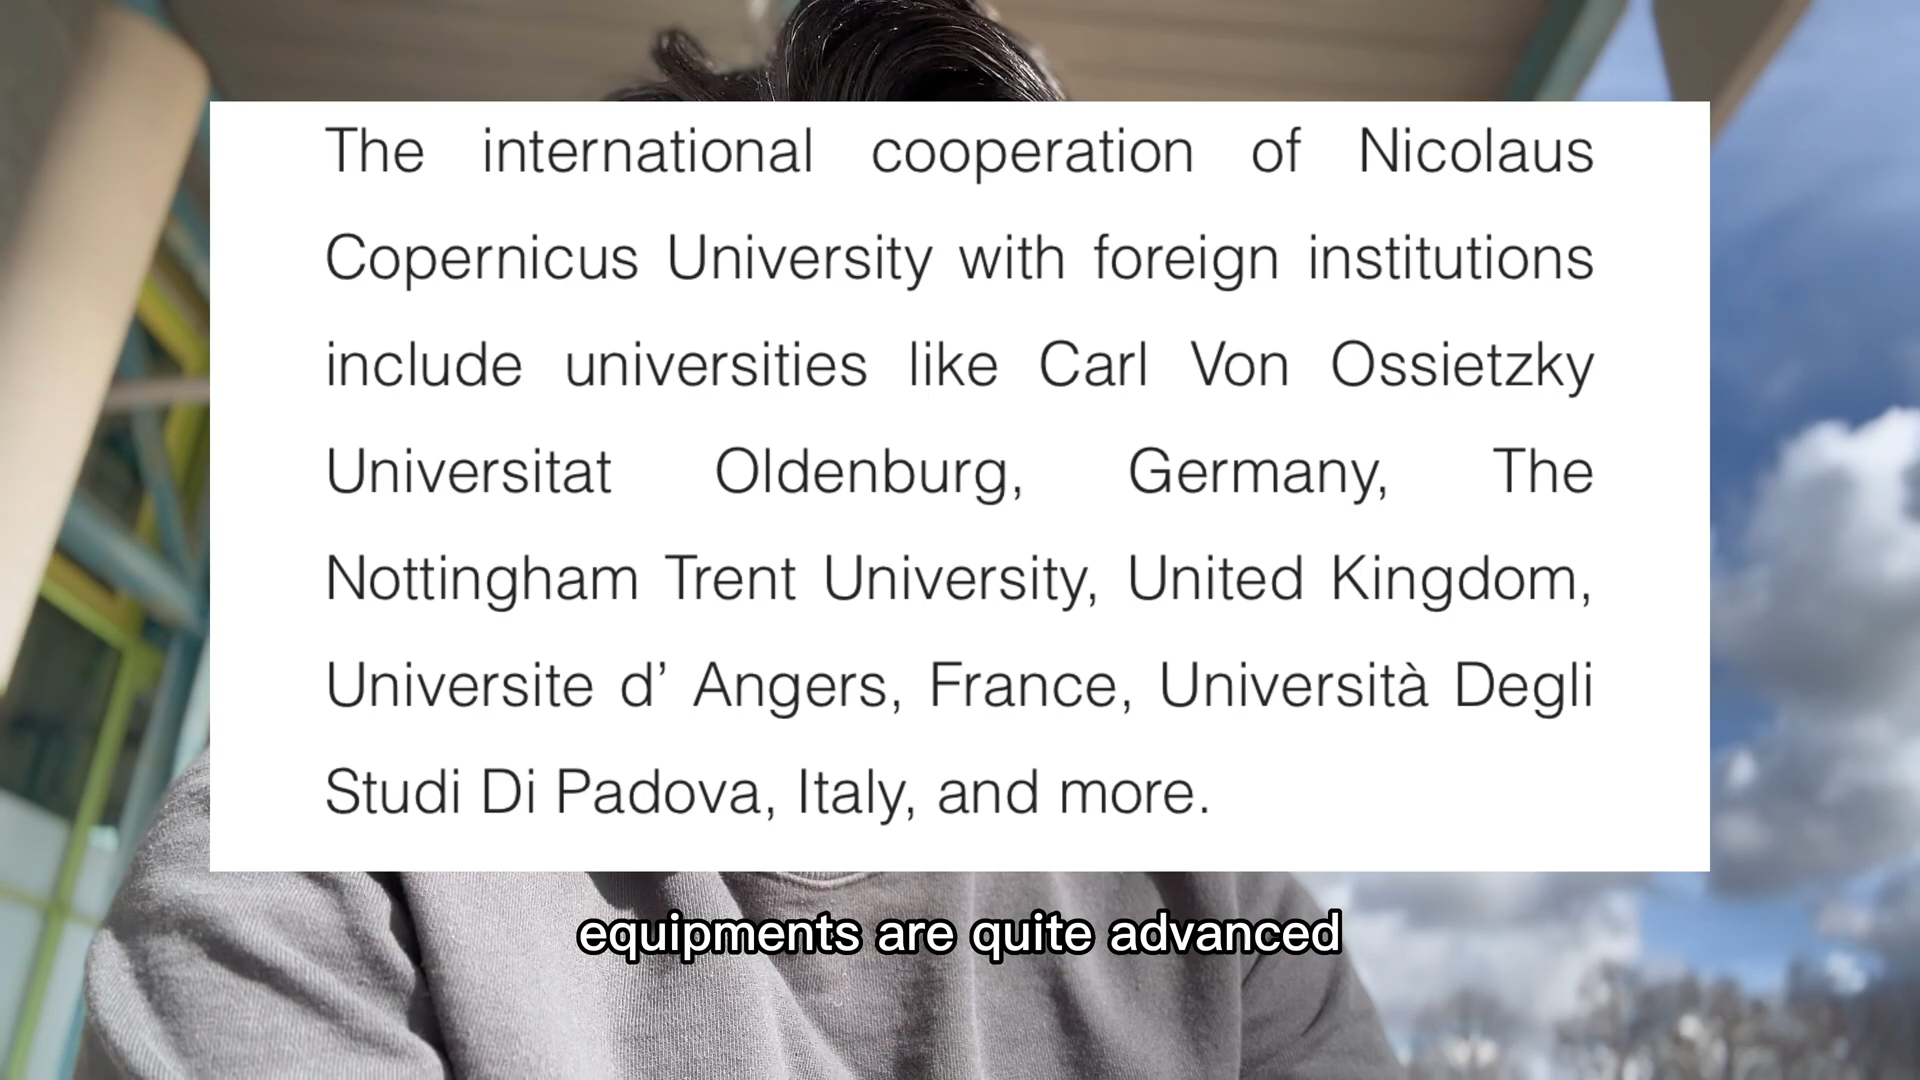 The international cooperation of Nicolaus
Copernicus University with foreign institutions
include universities like Carl Von Ossietzky
Universitat Oldenburg, Germany, The
Nottingham Trent University, United Kingdom,
Universite d’ Angers, France, Università Degli
Studi Di Padova, Italy, and more.
equipments are quite advanced